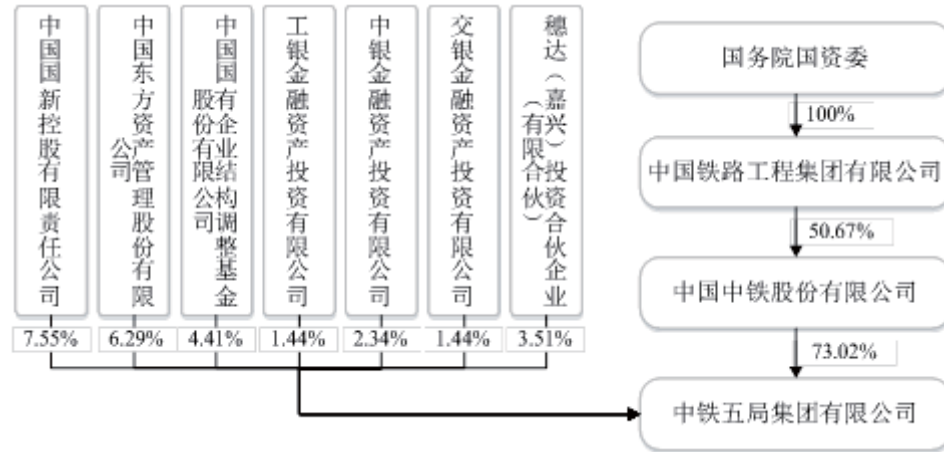 中国国新控股有限责任公司
中国东方资产管理股份有限
公司
中国国有企业结构调整基金
股份有限公司
工银金融资产投资有限公司
中银金融资产投资有限公司
交银金融资产投资有限公司
穗达（嘉兴）投资合伙企业
（有限合伙）
7.55%
6.29%
4.41%
1.44%
2.34%
1.44%
3.51%
国务院国资委
100%
中国铁路工程集团有限公司
50.67%
中国中铁股份有限公司
73.02%
中铁五局集团有限公司